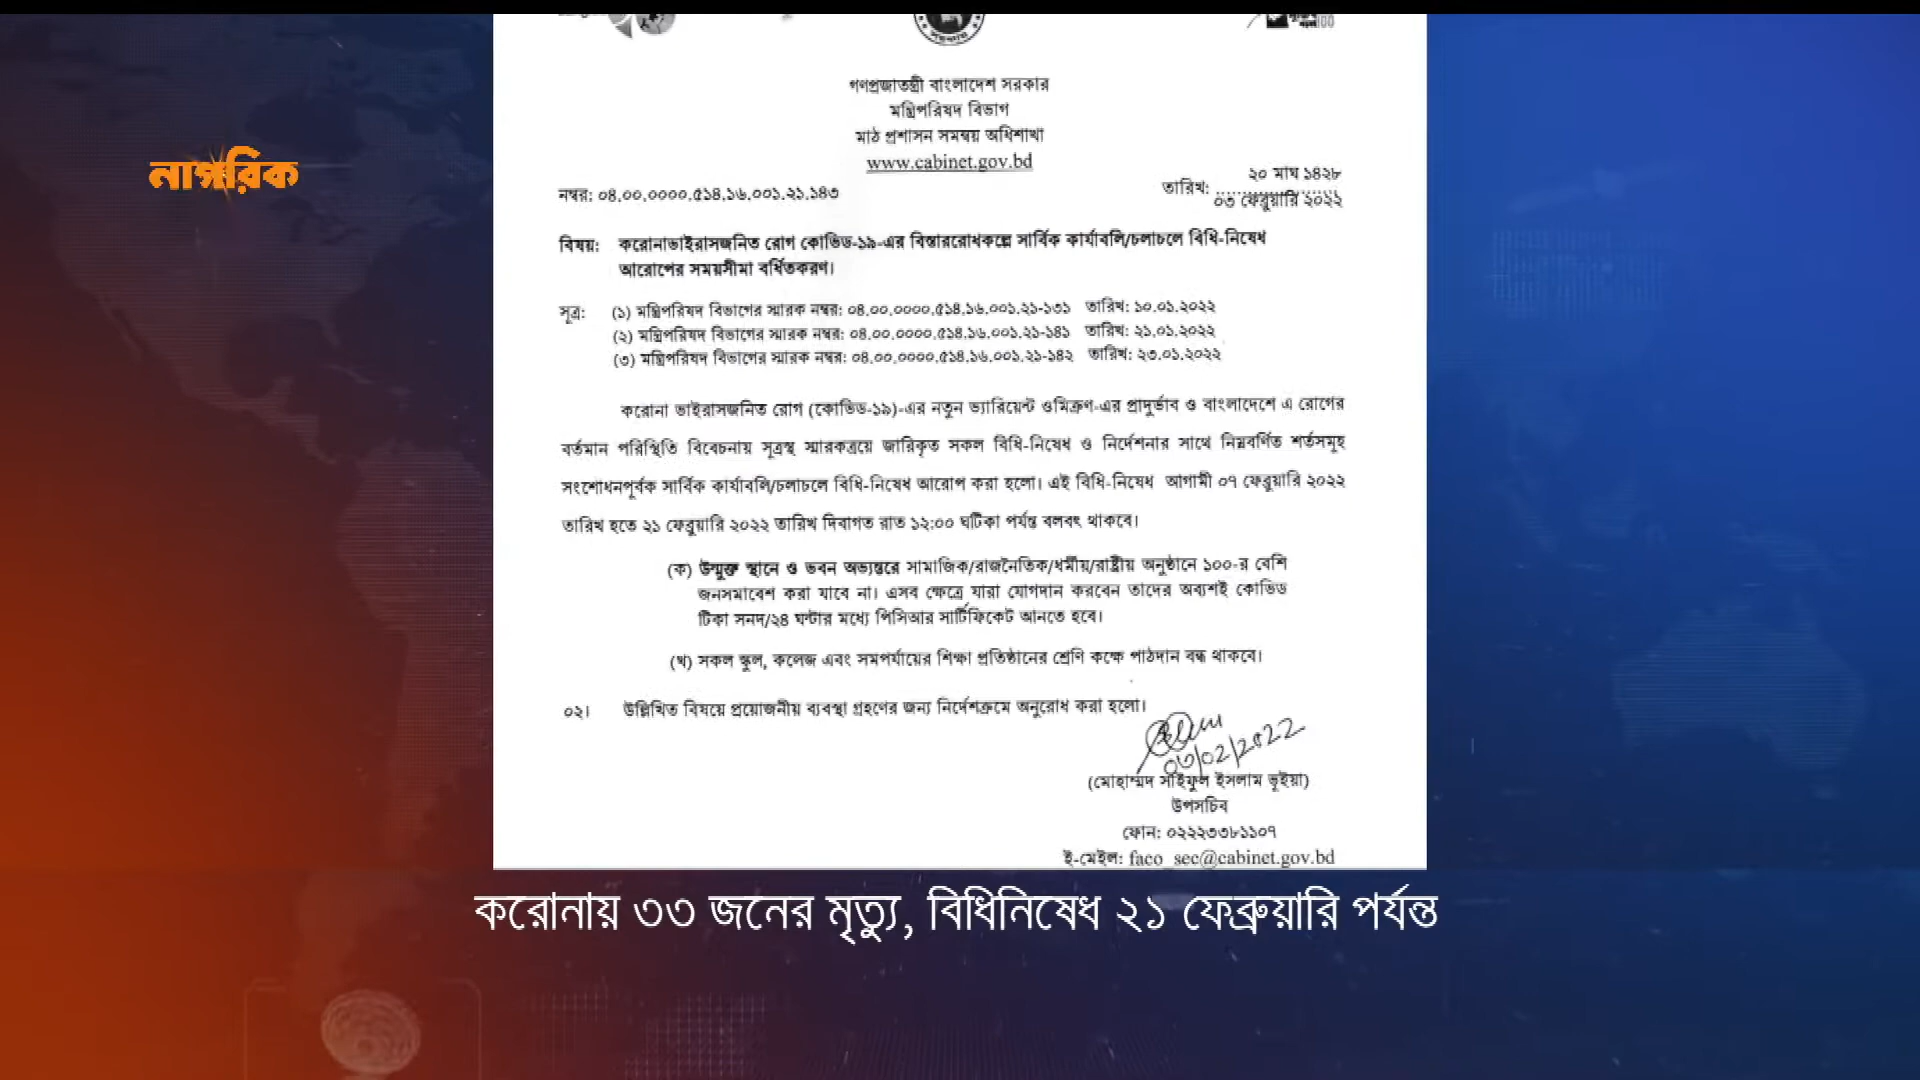 গণপ্রজাতন্ত্রী বাংলাদেশ সরকার
মন্ত্রিপরিষদ বিভাগ
মাঠ প্রশাসন সমন্বয় অধিশাখা
www.cabinet.gov.bd
নাগরিক
নম্বর: ০৪.০০.০০০০.৫১৪.১৬.০০১.২১.১৪৩
২০ মাঘ ১৪২৮
তারিখ: ......................
০৩ ফেব্রুয়ারি ২০২২
বিষয়: করোনাভাইরাসজনিত রোগ কোভিড-১৯-এর বিস্তাররোধকল্পে সার্বিক কার্যাবলি/চলাচলে বিধি-নিষেধ
আরোপের সময়সীমা বর্ধিতকরণ।
সূত্র: (১) মন্ত্রিপরিষদ বিভাগের স্মারক নম্বর: ০৪.০০.০০০০.৫১৪.১৬.০০১.২১-১৩১ তারিখ: ১০.০১.২০২২
(২) মন্ত্রিপরিষদ বিভাগের স্মারক নম্বর: ০৪.০০.০০০০.৫১৪.১৬.০০১.২১-১৪১ তারিখ: ২১.০১.২০২২
(৩) মন্ত্রিপরিষদ বিভাগের স্মারক নম্বর: ০৪.০০.০০০০.৫১৪.১৬.০০১.২১-১৪২ তারিখ: ২৩.০১.২০২২
করোনা ভাইরাসজনিত রোগ (কোভিড-১৯)-এর নতুন ভ্যারিয়েন্ট ওমিক্রণ-এর প্রাদুর্ভাব ও বাংলাদেশে এ রোগের
বর্তমান পরিস্থিতি বিবেচনায় সূত্রস্থ স্মারকত্রয়ে জারিকৃত সকল বিধি-নিষেধ ও নির্দেশনার সাথে নিম্নবর্ণিত শর্তসমূহ
সংশোধনপূর্বক সার্বিক কার্যাবলি/চলাচলে বিধি-নিষেধ আরোপ করা হলো। এই বিধি-নিষেধ আগামী ০৭ ফেব্রুয়ারি ২০২২
তারিখ হতে ২১ ফেব্রুয়ারি ২০২২ তারিখ দিবাগত রাত ১২:০০ ঘটিকা পর্যন্ত বলবৎ থাকবে।
(ক) উন্মুক্ত স্থানে ও ভবন অভ্যন্তরে সামাজিক/রাজনৈতিক/ধর্মীয়/রাষ্ট্রীয় অনুষ্ঠানে ১০০-র বেশি
জনসমাবেশ করা যাবে না। এসব ক্ষেত্রে যারা যোগদান করবেন তাদের অব্যশই কোভিড
টিকা সনদ/২৪ ঘন্টার মধ্যে পিসিআর সার্টিফিকেট আনতে হবে।
(খ) সকল স্কুল, কলেজ এবং সমপর্যায়ের শিক্ষা প্রতিষ্ঠানের শ্রেণি কক্ষে পাঠদান বন্ধ থাকবে।
০২। উল্লিখিত বিষয়ে প্রয়োজনীয় ব্যবস্থা গ্রহণের জন্য নির্দেশক্রমে অনুরোধ করা হলো।
০৩/০২/২০২২
(মোহাম্মদ সাইফুল ইসলাম ভূইয়া)
উপসচিব
ফোন: ০২২২৩৩৮১১০৭
ই-মেইল: faco_sec@cabinet.gov.bd
করোনায় ৩৩ জনের মৃত্যু, বিধিনিষেধ ২১ ফেব্রুয়ারি পর্যন্ত